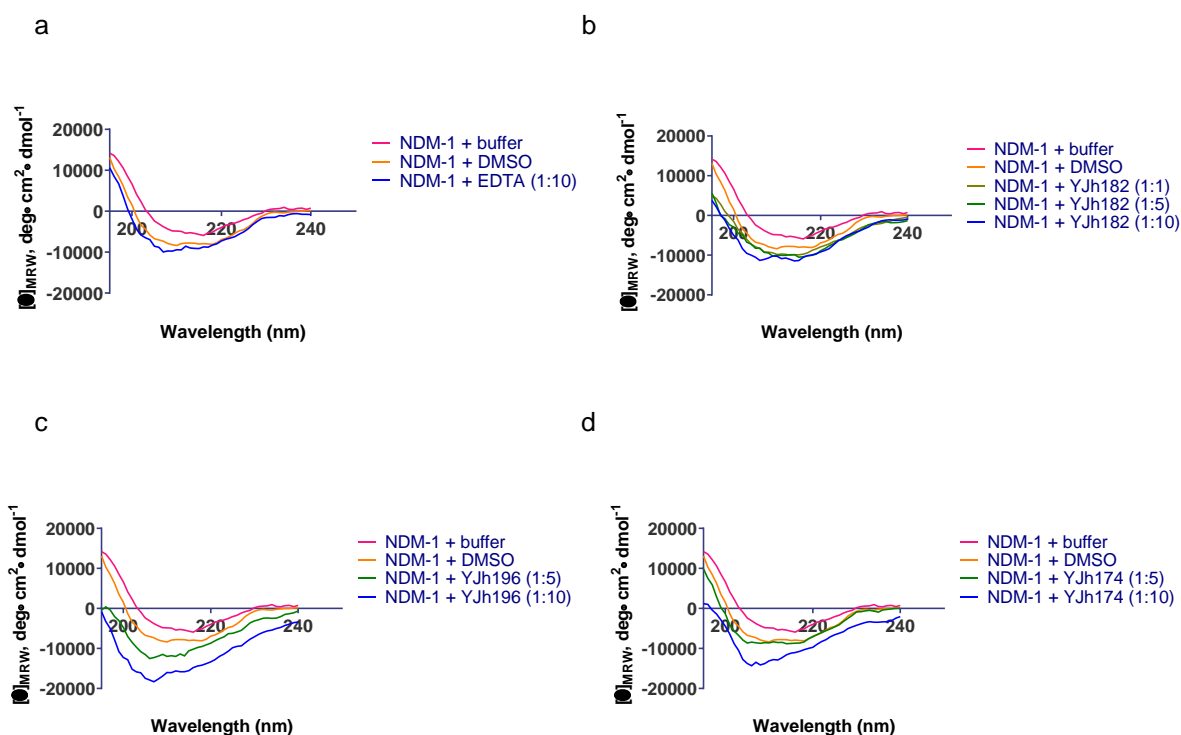 a
20000
10000
0
-10000
-20000
200
220
240
[θ]MRW, deg• cm2• dmol-1
Wavelength (nm)
NDM-1 + buffer
NDM-1 + DMSO
NDM-1 + EDTA (1:10)
b
20000
10000
0
-10000
-20000
200
220
240
[θ]MRW, deg• cm2• dmol-1
Wavelength (nm)
NDM-1 + buffer
NDM-1 + DMSO
NDM-1 + YJh182 (1:1)
NDM-1 + YJh182 (1:5)
NDM-1 + YJh182 (1:10)
c
20000
10000
0
-10000
-20000
200
220
240
[θ]MRW, deg• cm2• dmol-1
Wavelength (nm)
NDM-1 + buffer
NDM-1 + DMSO
NDM-1 + YJh196 (1:5)
NDM-1 + YJh196 (1:10)
d
20000
10000
0
-10000
-20000
200
220
240
[θ]MRW, deg• cm2• dmol-1
Wavelength (nm)
NDM-1 + buffer
NDM-1 + DMSO
NDM-1 + YJh174 (1:5)
NDM-1 + YJh174 (1:10)